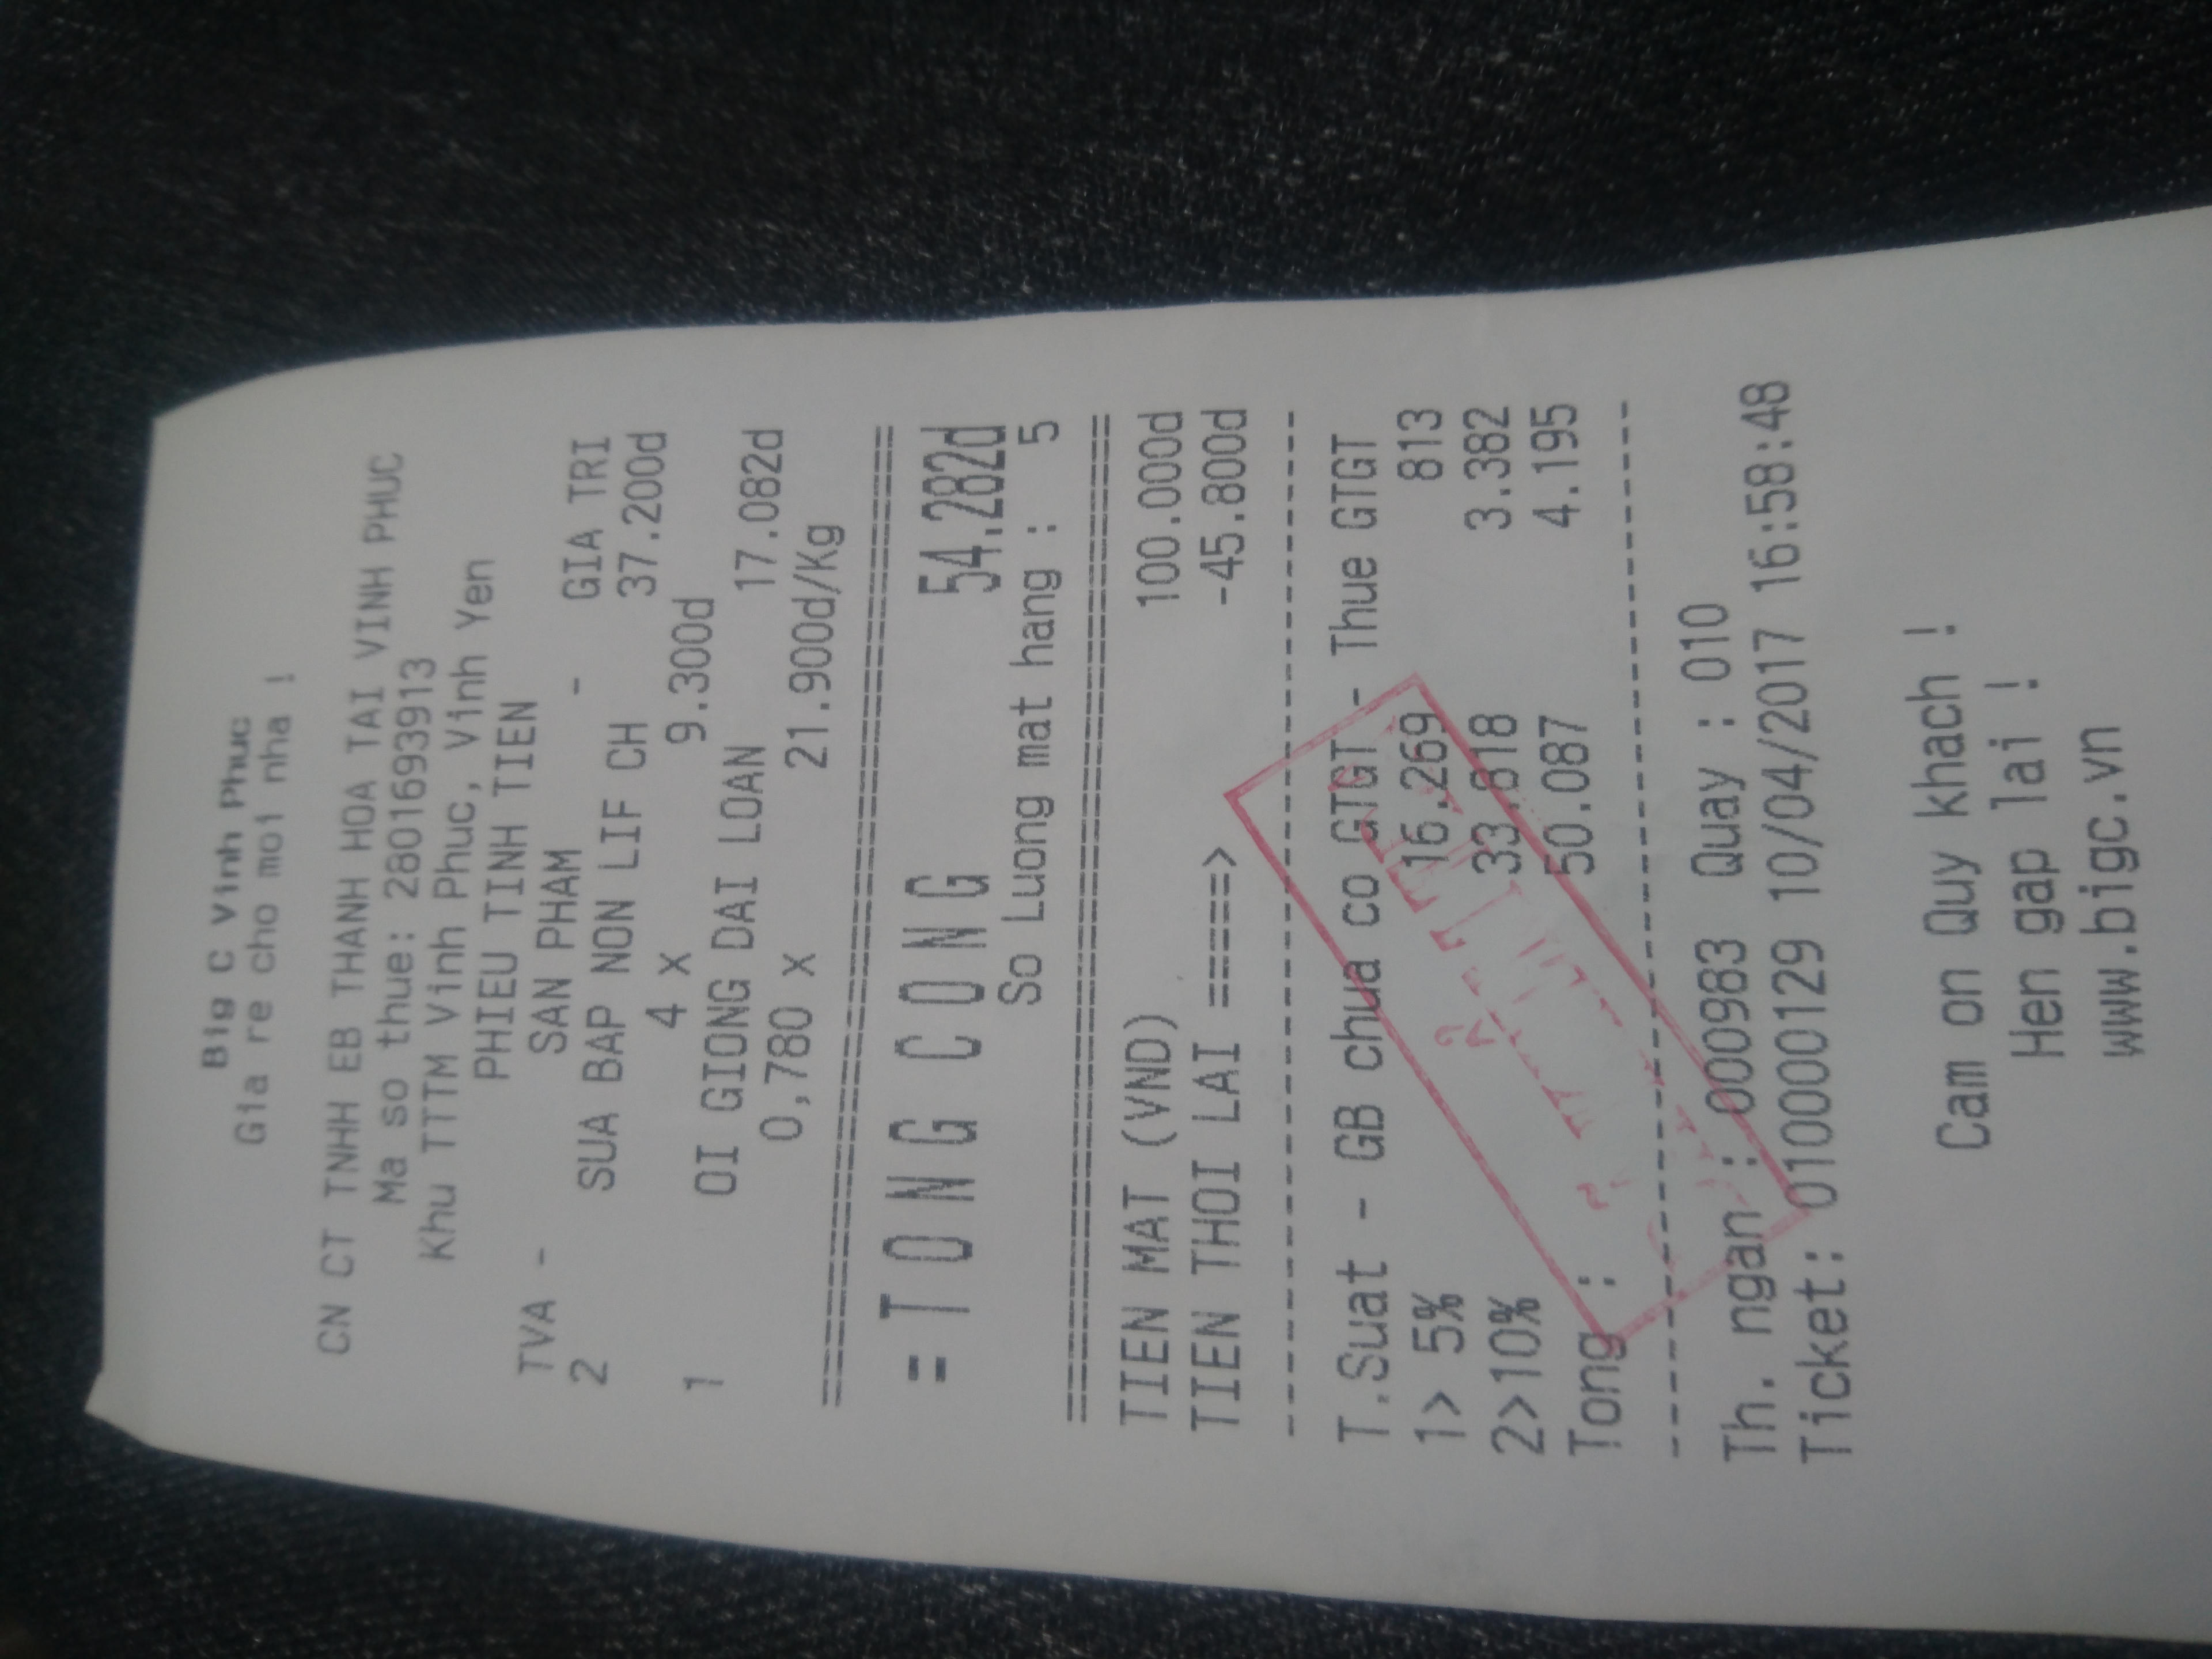 Big C Vinh Phuc
Gia re cho moi nha !
CN CT TNHH EB THANH HOA TAI VINH PHUC
Ma so thue: 2801693913
Khu TTTM Vinh Phuc, Vinh Yen
PHIEU TINH TIEN
TVA - SAN PHAM - GIA TRI
2 SUA BAP NON LIF CH 37.200d
4 x 9.300d
1 OI GIONG DAI LOAN 17.082d
0,780 x 21.900d/Kg
= TONG CONG 54.282d
So Luong mat hang : 5
TIEN MAT (VND) 100.000d
TIEN THOI LAI =====> -45.800d
T.Suat - GB chua co GTGT - Thue GTGT
1> 5% 16.269 813
2>10% 33.818 3.382
Tong : 50.087 4.195
Th. ngan : 000983 Quay : 010
Ticket: 01000129 10/04/2017 16:58:48
Cam on Quy khach !
Hen gap lai !
www.bigc.vn